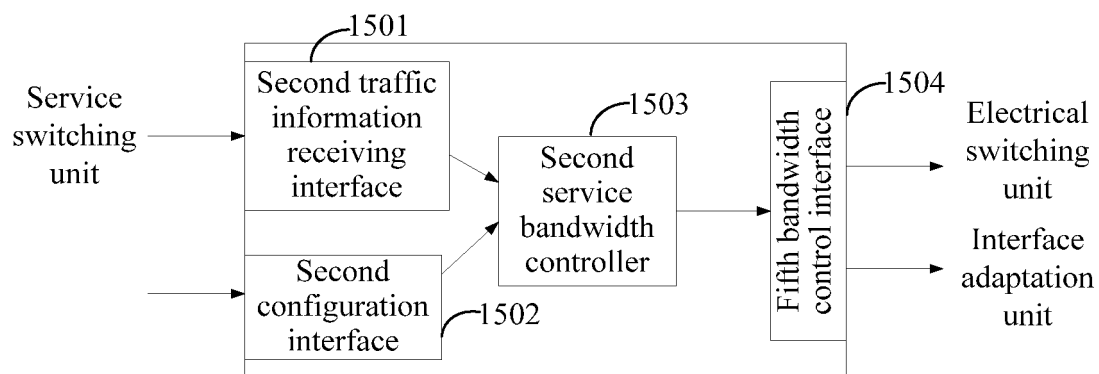 1501
Service
switching
unit
Second traffic
information
receiving
interface
1503
Second
service
bandwidth
controller
Second
configuration
interface
1502
Fifth bandwidth
control interface
1504
Electrical
switching
unit
Interface
adaptation
unit